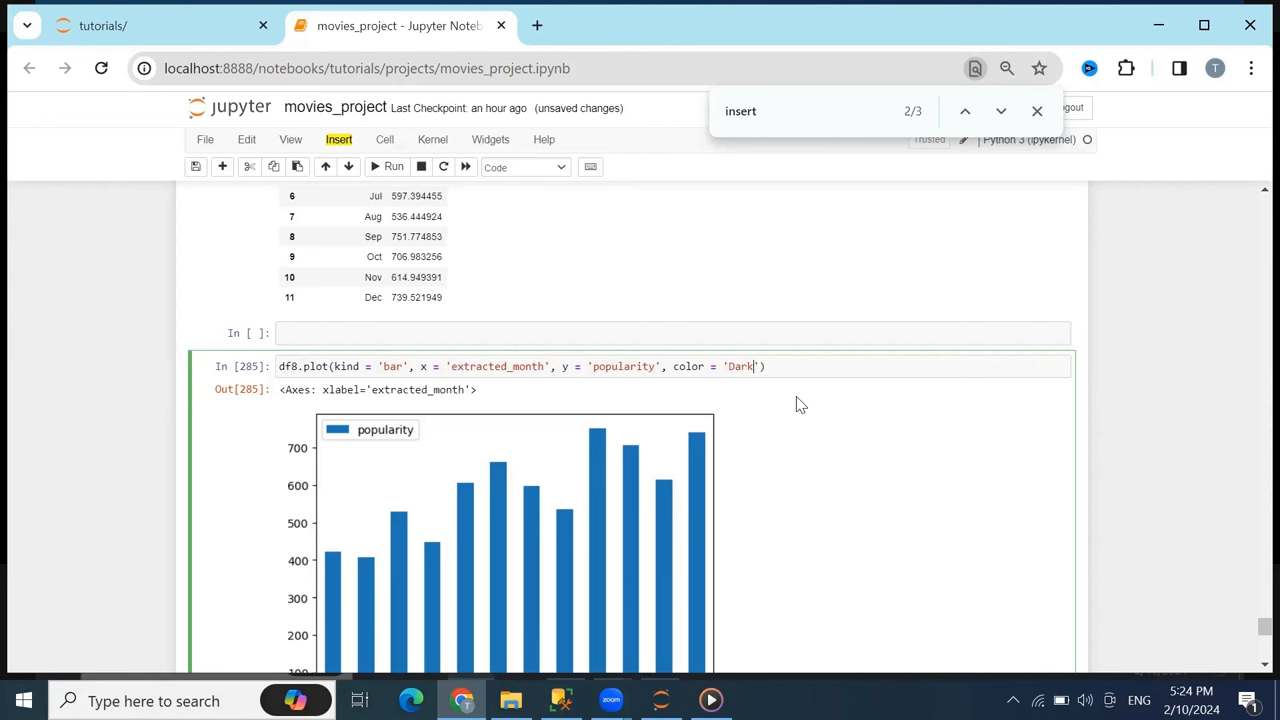 tutorials/
movies_project - Jupyter Noteb
localhost:8888/notebooks/tutorials/projects/movies_project.ipynb
T
insert 2/3
jupyter movies_project Last Checkpoint: an hour ago (unsaved changes)
ogout
File Edit View Insert Cell Kernel Widgets Help
Trusted Python 3 (ipykernel)
Run Code
6 Jul 597.394455
7 Aug 536.444924
8 Sep 751.774853
9 Oct 706.983256
10 Nov 614.949391
11 Dec 739.521949
In [ ]:
In [285]: df8.plot(kind = 'bar', x = 'extracted_month', y = 'popularity', color = 'Dark')
Out[285]: <Axes: xlabel='extracted_month'>
popularity
700
600
500
400
300
200
100
Type here to search
ENG
5:24 PM
2/10/2024
1